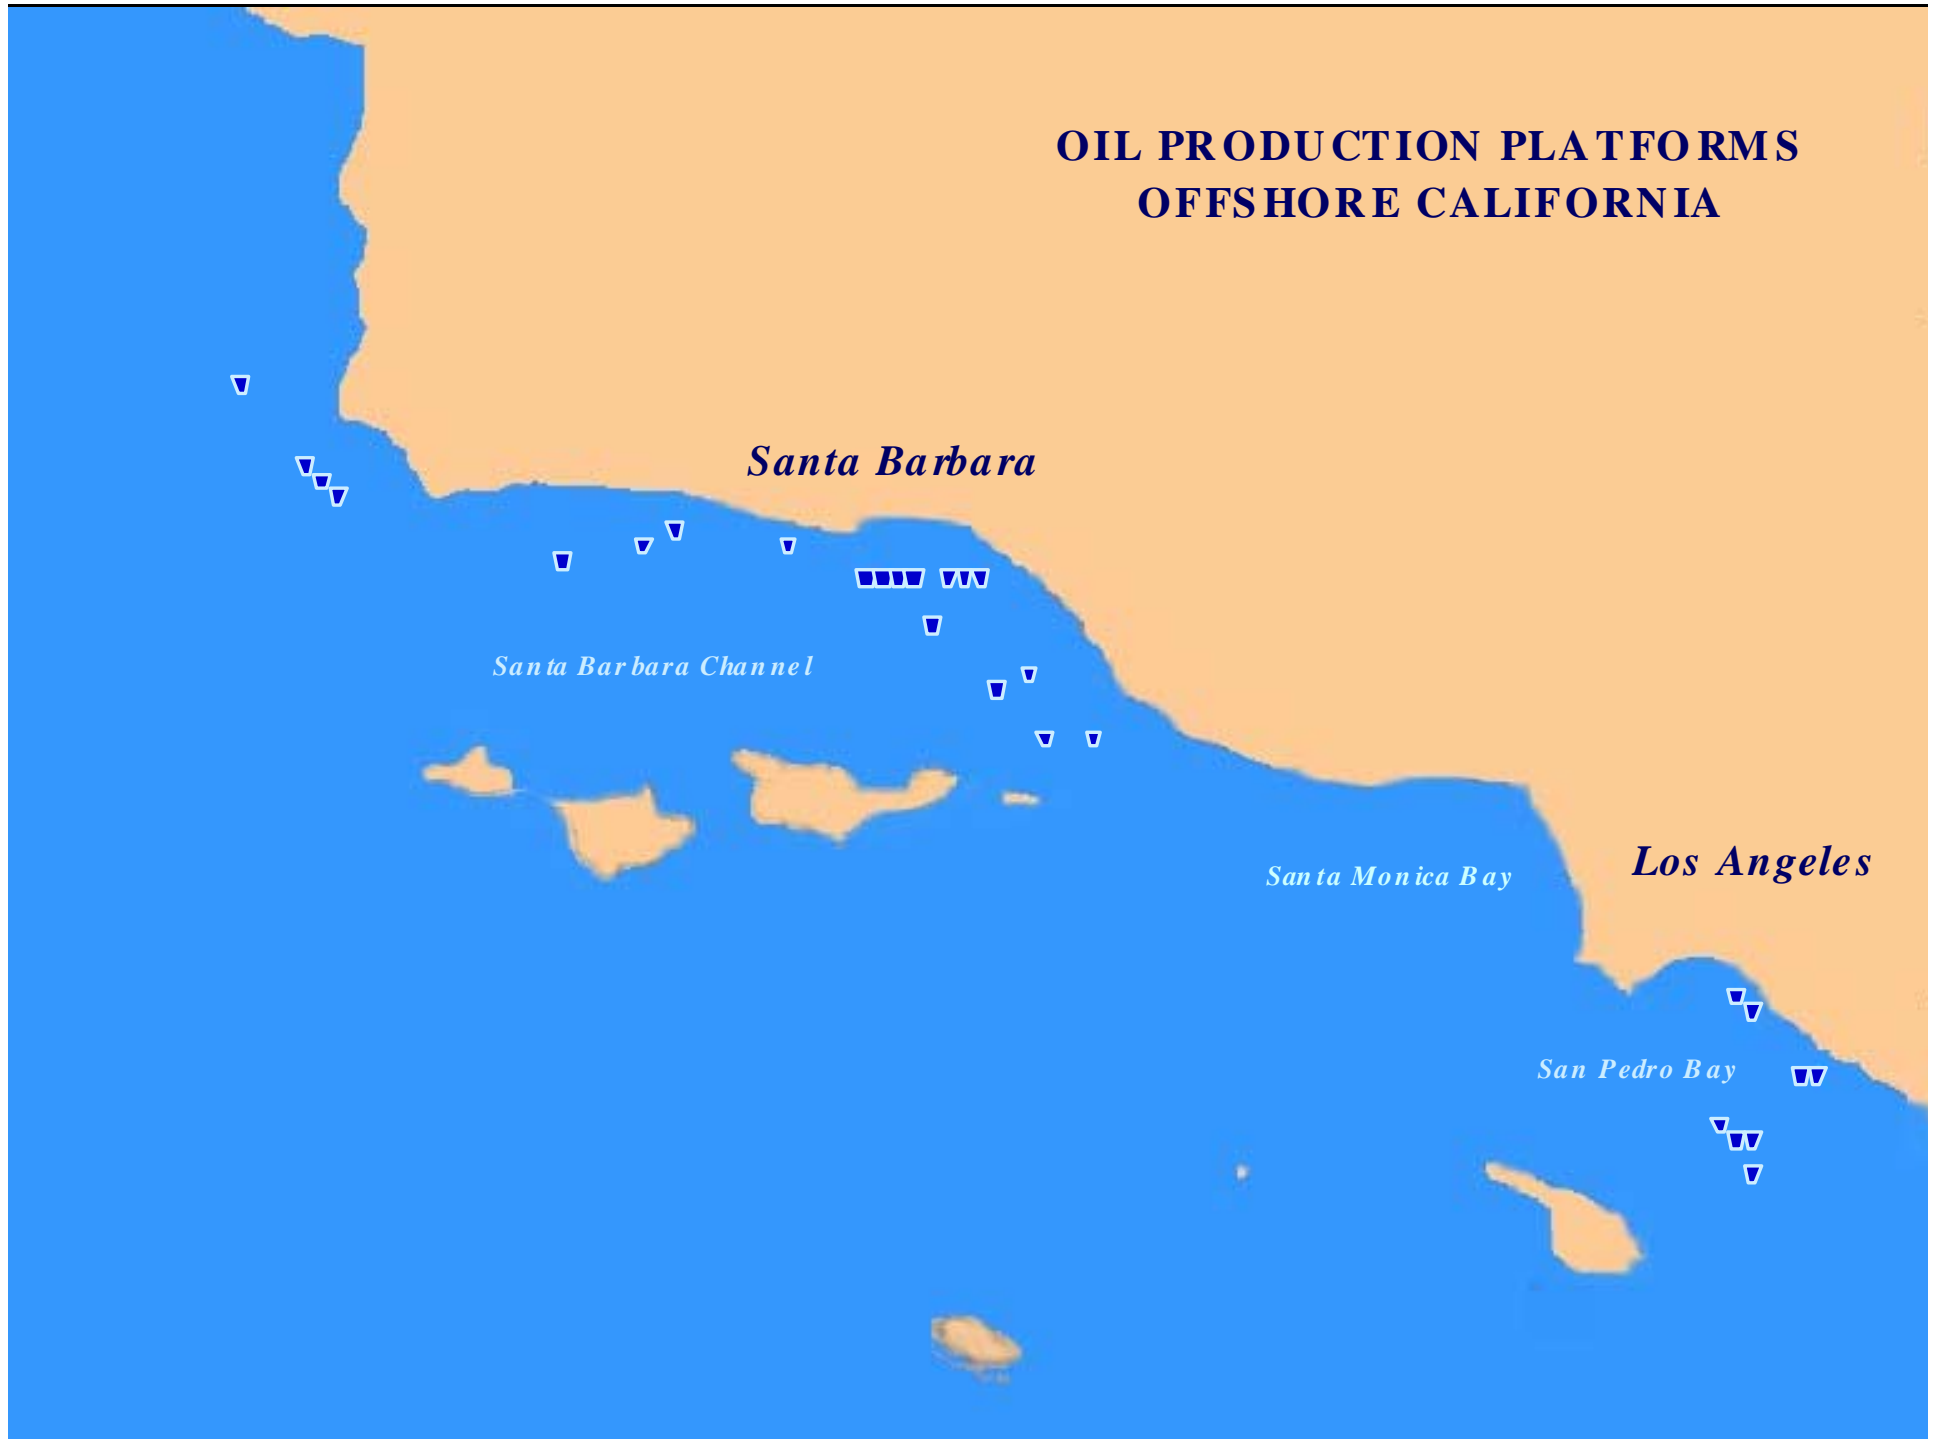 OIL PRODUCTION PLATFORMS
OFFSHORE CALIFORNIA
Santa Barbara
Santa Barbara Channel
Los Angeles
Santa Monica Bay
San Pedro Bay